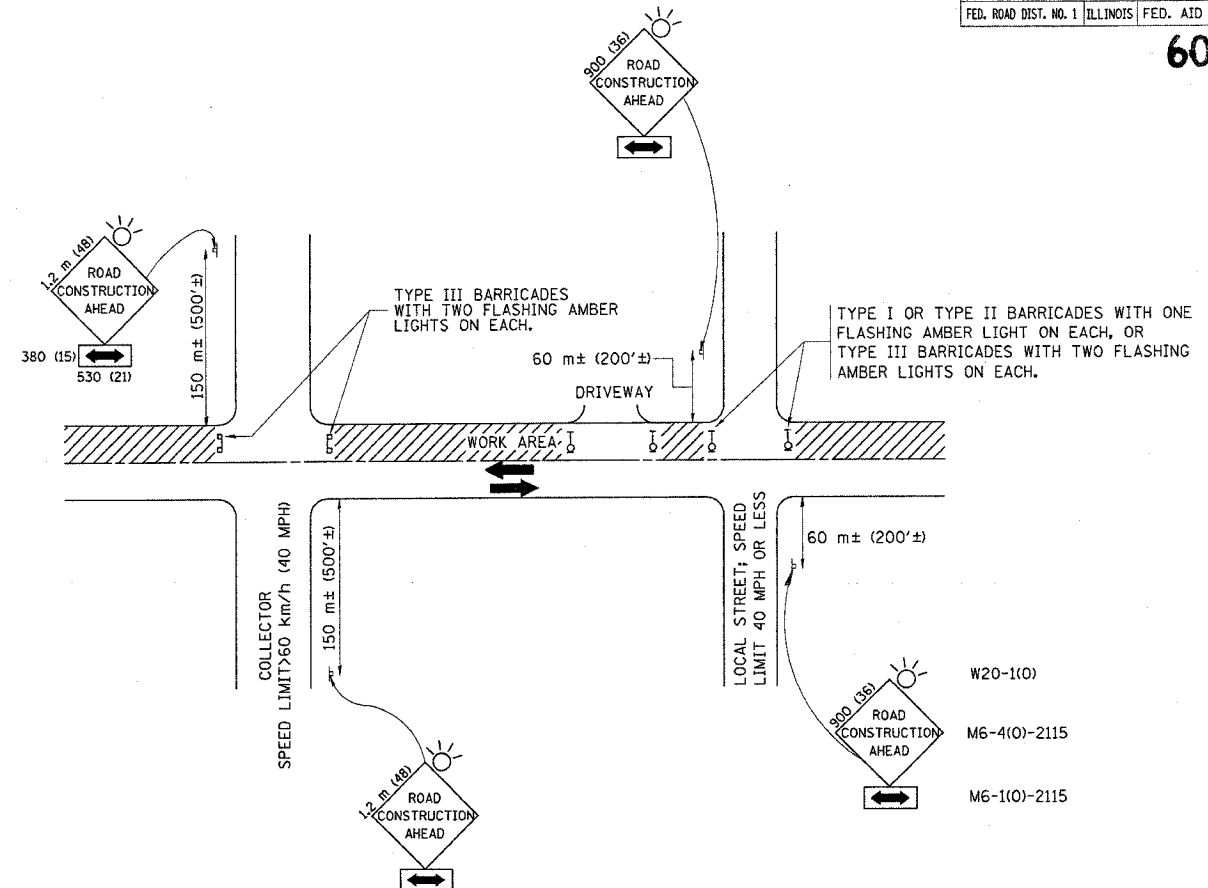 FED. ROAD DIST. NO. 1 ILLINOIS FED. AID
60
900 (36)
ROAD
CONSTRUCTION
AHEAD
1.2 m (48)
ROAD
CONSTRUCTION
AHEAD
380 (15)
530 (21)
150 m± (500'±)
TYPE III BARRICADES
WITH TWO FLASHING AMBER
LIGHTS ON EACH.
60 m± (200'±)
DRIVEWAY
TYPE I OR TYPE II BARRICADES WITH ONE
FLASHING AMBER LIGHT ON EACH, OR
TYPE III BARRICADES WITH TWO FLASHING
AMBER LIGHTS ON EACH.
WORK AREA
COLLECTOR
SPEED LIMIT>60 km/h (40 MPH)
150 m± (500'±)
LOCAL STREET; SPEED
LIMIT 40 MPH OR LESS
60 m± (200'±)
1.2 m (48)
ROAD
CONSTRUCTION
AHEAD
900 (36)
ROAD
CONSTRUCTION
AHEAD
W20-1(O)
M6-4(O)-2115
M6-1(O)-2115